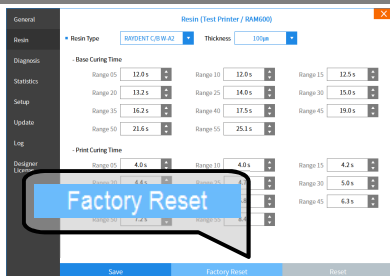 General
Resin (Test Printer / RAM600)
X
Resin
Resin Type RAYDENT C/B W-A2 Thickness 100μm
Diagnosis
- Base Curing Time
Range 05 12.0 s Range 10 12.0 s Range 15 12.5 s
Statistics
Range 20 13.2 s Range 25 14.0 s Range 30 15.0 s
Setup
Range 35 16.2 s Range 40 17.5 s Range 45 19.0 s
Update
Range 50 21.6 s Range 55 25.1 s
Log
- Print Curing Time
Designer
License
Range 05 4.0 s Range 10 4.0 s Range 15 4.2 s
Range 30 5.0 s
Range 45 6.3 s
Factory Reset
Save Factory Reset Reset